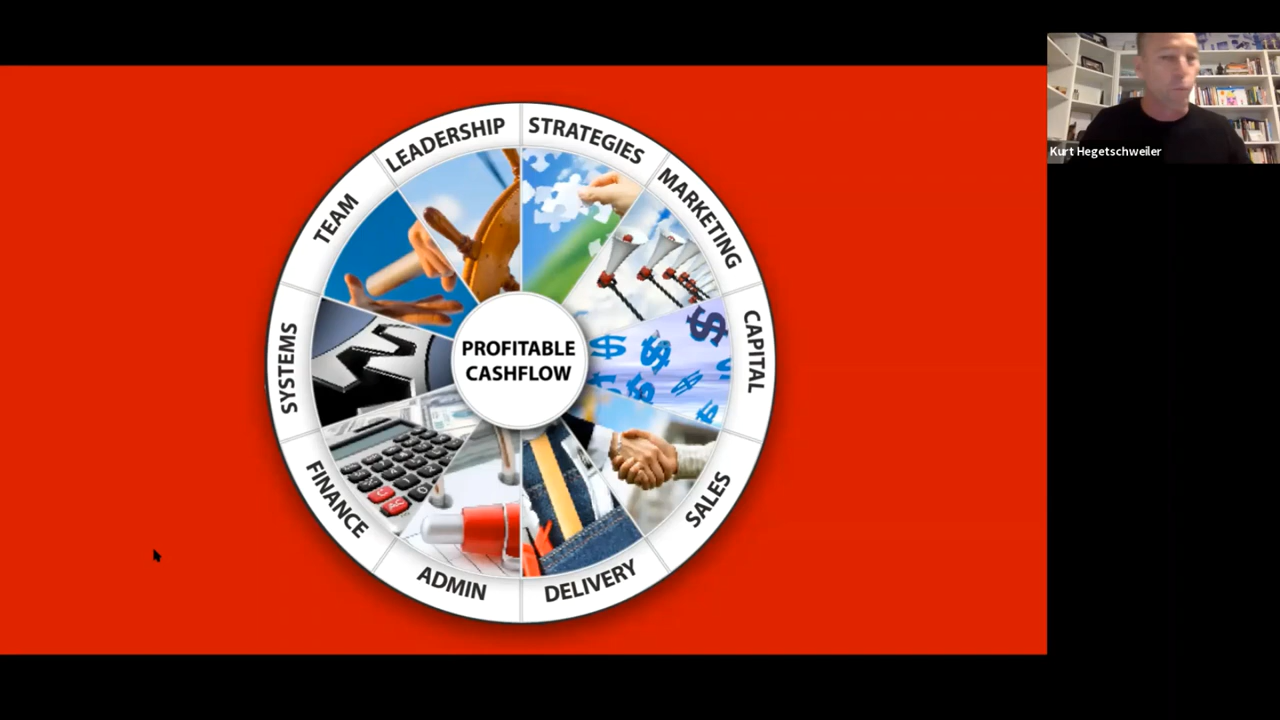 LEADERSHIP
STRATEGIES
MARKETING
CAPITAL
SALES
DELIVERY
ADMIN
FINANCE
SYSTEMS
TEAM
PROFITABLE
CASHFLOW
Kurt Hegetschweiler